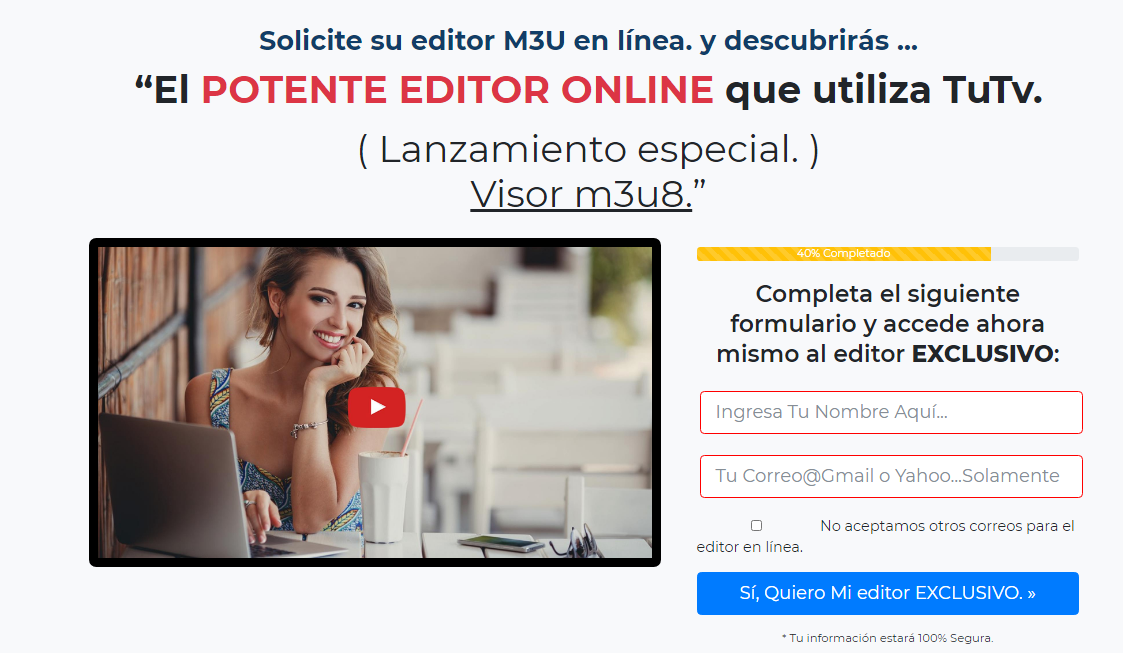 Solicite su editor M3U en línea. y descubrirás ...
“El POTENTE EDITOR ONLINE que utiliza TuTv.
( Lanzamiento especial. )
Visor m3u8.”
40% Completado
Completa el siguiente
formulario y accede ahora
mismo al editor EXCLUSIVO:
Ingresa Tu Nombre Aquí...
Tu Correo@Gmail o Yahoo...Solamente
No aceptamos otros correos para el
editor en línea.
Sí, Quiero Mi editor EXCLUSIVO. »
* Tu información estará 100% Segura.